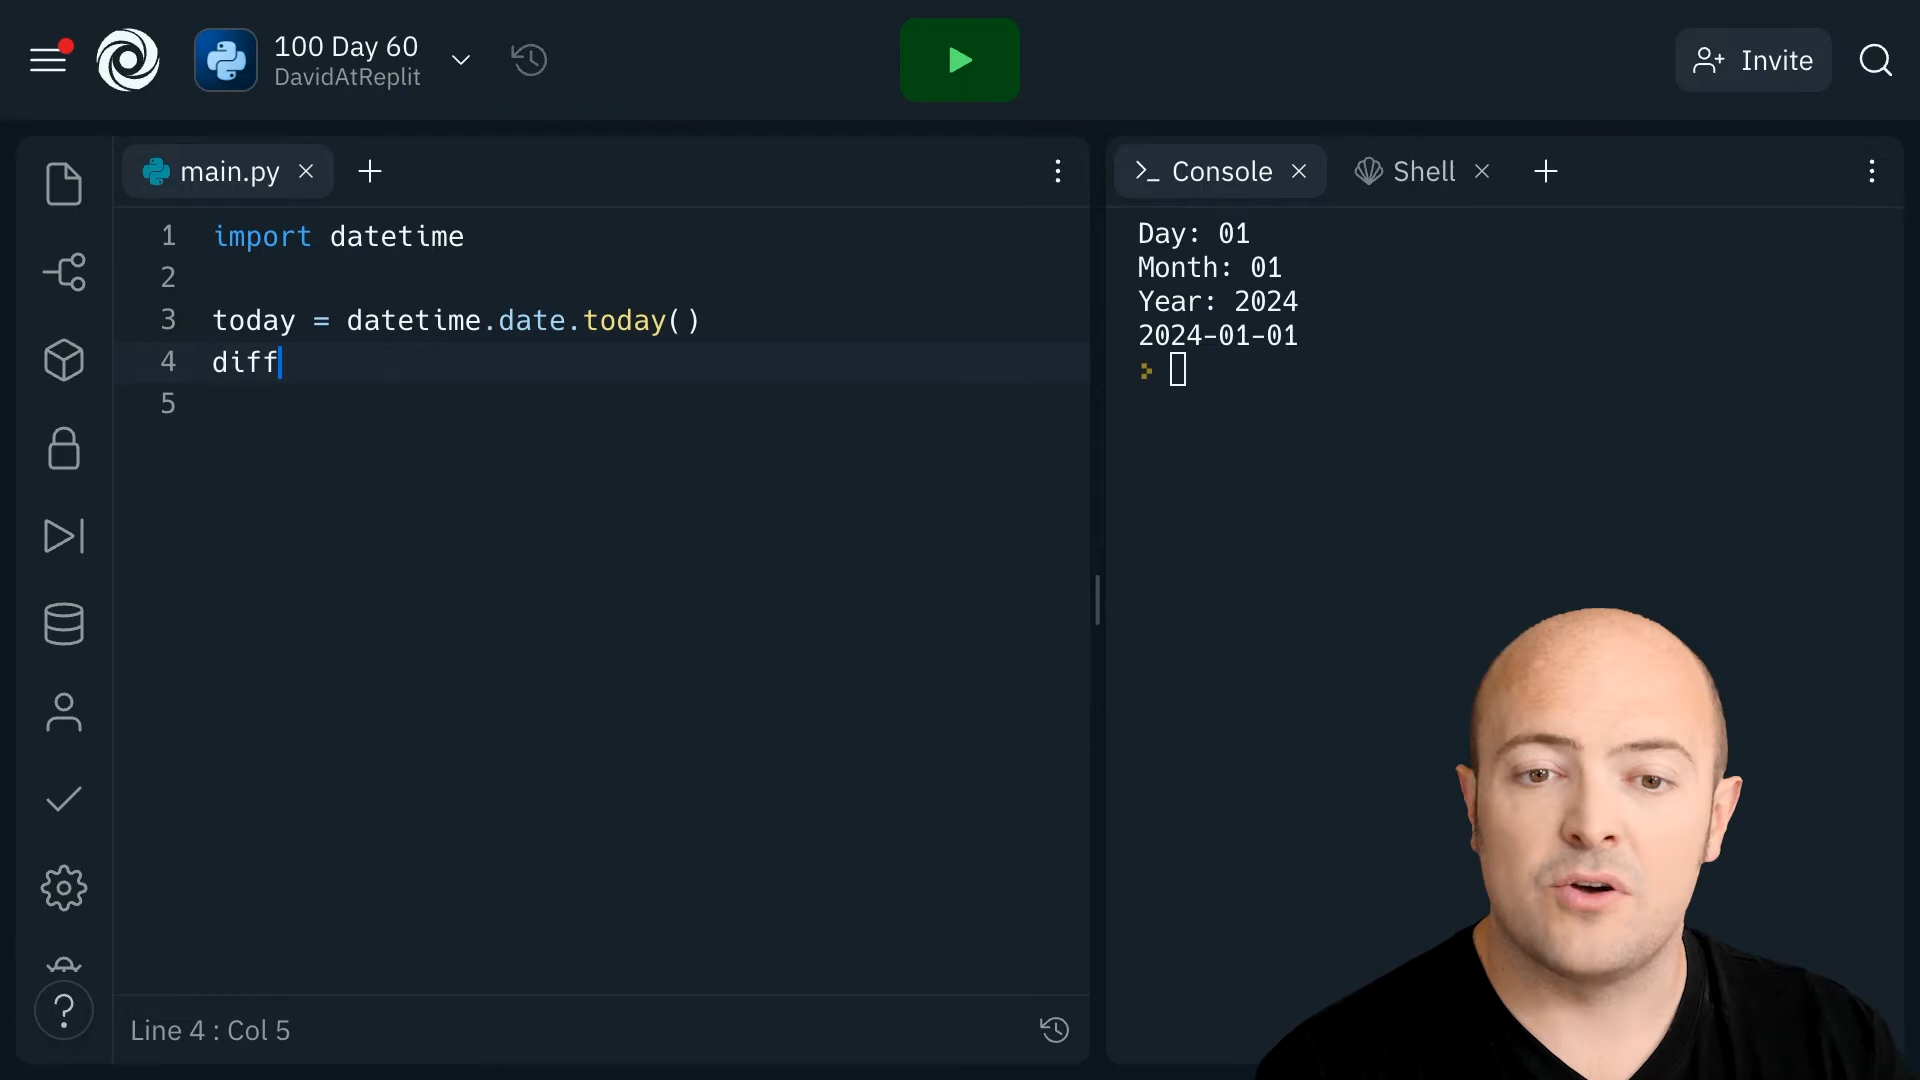 100 Day 60
DavidAtReplit
Invite
main.py
1 import datetime
2
3 today = datetime.date.today()
4 diff
5
Line 4 : Col 5
Console
Shell
Day: 01
Month: 01
Year: 2024
2024-01-01